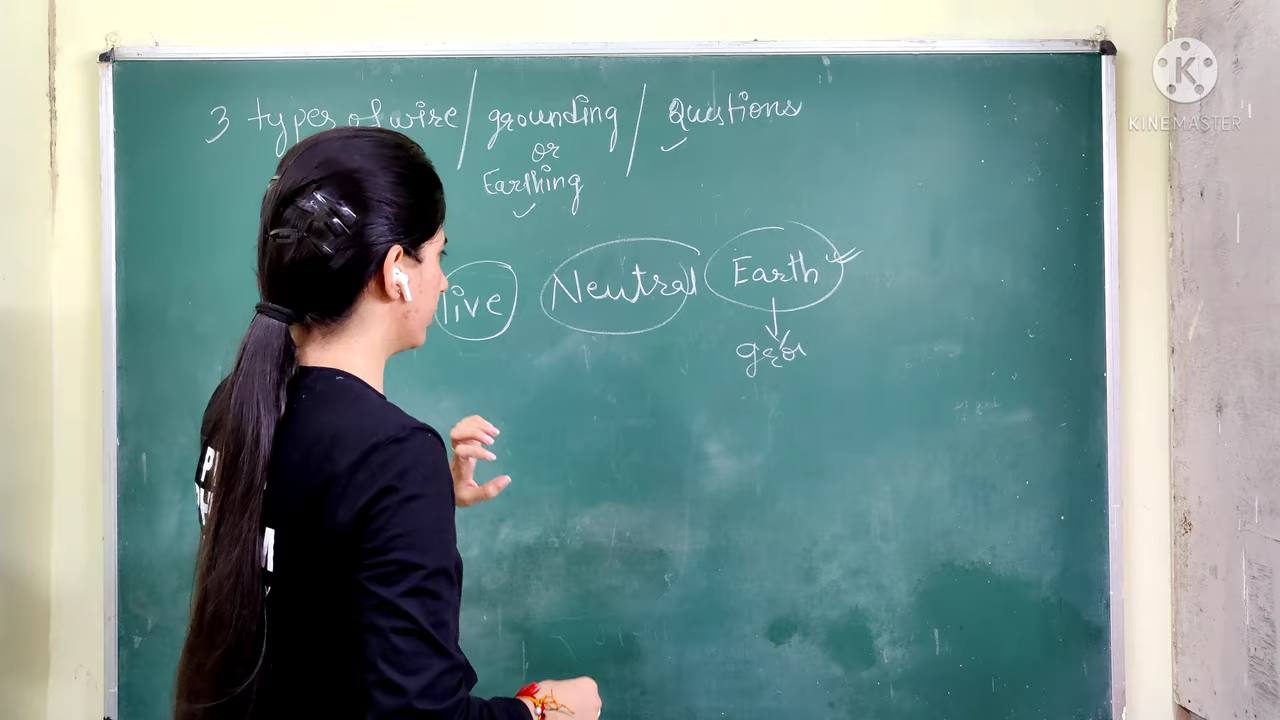 3 types of wire / grounding / Questions
or
Earthing
live Neutral Earth
KINEMASTER